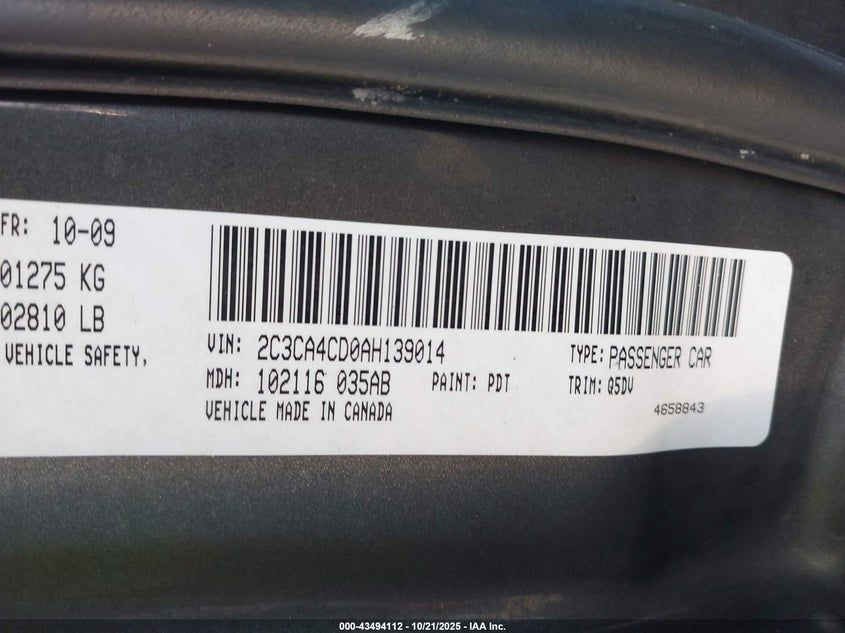 FR: 10-09
01275 KG
02810 LB
VEHICLE SAFETY,
VIN: 2C3CA4CD0AH139014
TYPE: PASSENGER CAR
MDH: 102116 035AB
PAINT: PDT
TRIM: Q5DV
VEHICLE MADE IN CANADA
4658843
000-43494112 - 10/21/2025 - IAA Inc.